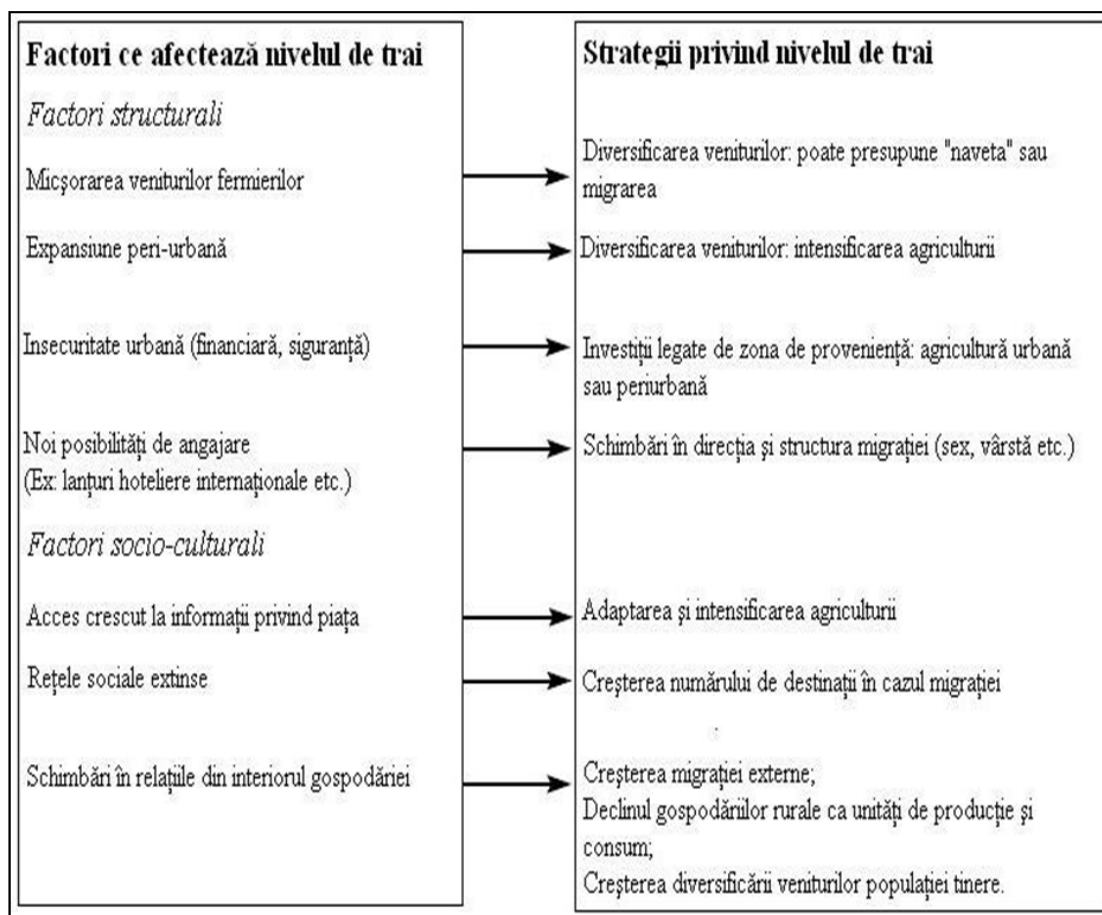 Factori ce afectează nivelul de trai
Factori structurali
Micşorarea veniturilor fermierilor
Expansiune peri-urbană
Insecuritate urbană (financiară, siguranţă)
Noi posibilităţi de angajare
(Ex: lanţuri hoteliere internaţionale etc.)
Factori socio-culturali
Acces crescut la informaţii privind piaţa
Reţele sociale extinse
Schimbări în relaţiile din interiorul gospodăriei
Strategii privind nivelul de trai
Diversificarea veniturilor: poate presupune "naveta" sau
migrarea
Diversificarea veniturilor: intensificarea agriculturii
Investiţii legate de zona de provenienţă: agricultură urbană
sau periurbană
Schimbări în direcţia şi structura migraţiei (sex, vârstă etc.)
Adaptarea şi intensificarea agriculturii
Creşterea numărului de destinaţii în cazul migraţiei
Creşterea migraţiei externe;
Declinul gospodăriilor rurale ca unităţi de producţie şi
consum;
Creşterea diversificării veniturilor populaţiei tinere.